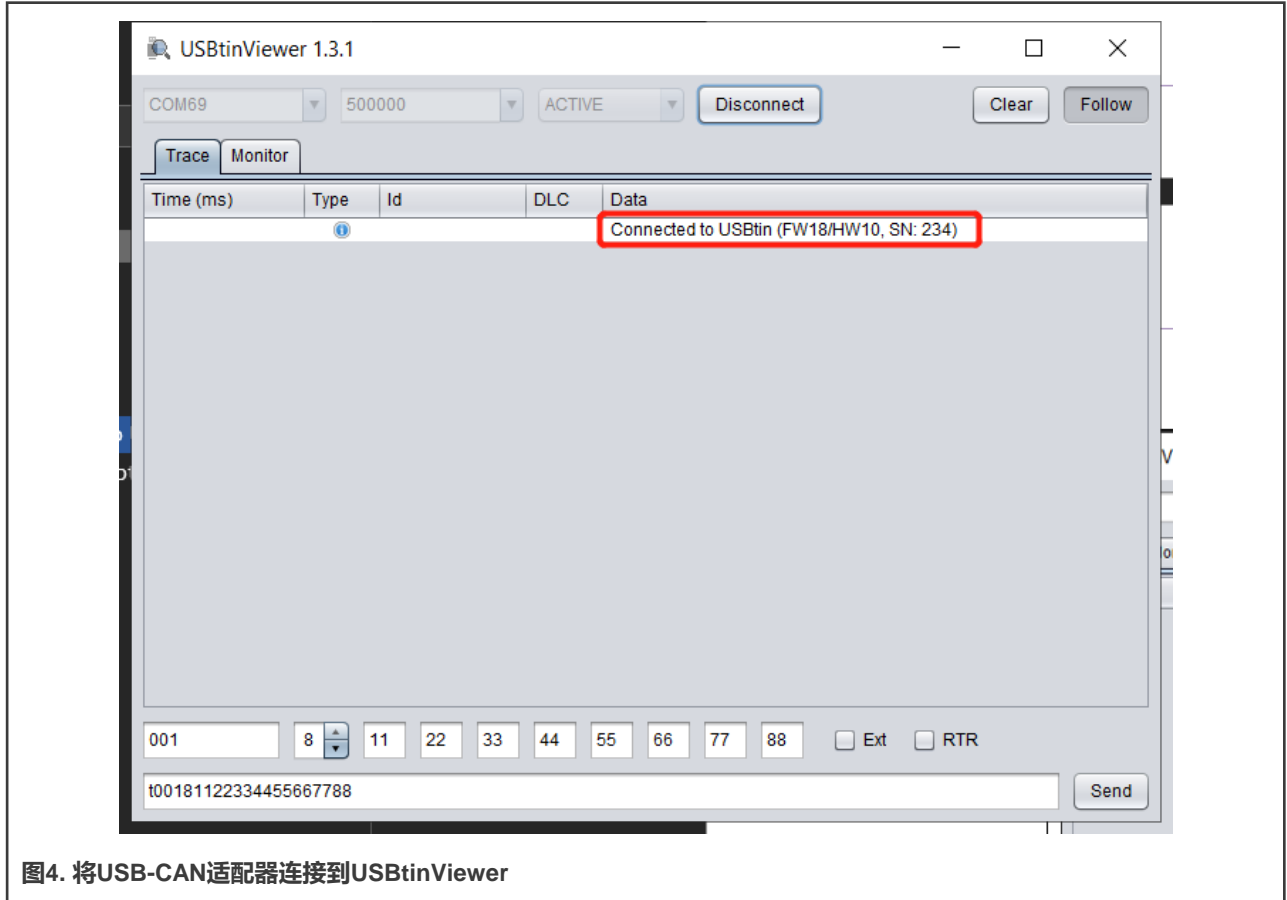 USBtinViewer 1.3.1
COM69 500000 ACTIVE Disconnect Clear Follow
Trace Monitor
Time (ms) Type Id DLC Data
Connected to USBtin (FW18/HW10, SN: 234)
001 8 11 22 33 44 55 66 77 88 Ext RTR
t00181122334455667788 Send
图4. 将USB-CAN适配器连接到USBtinViewer